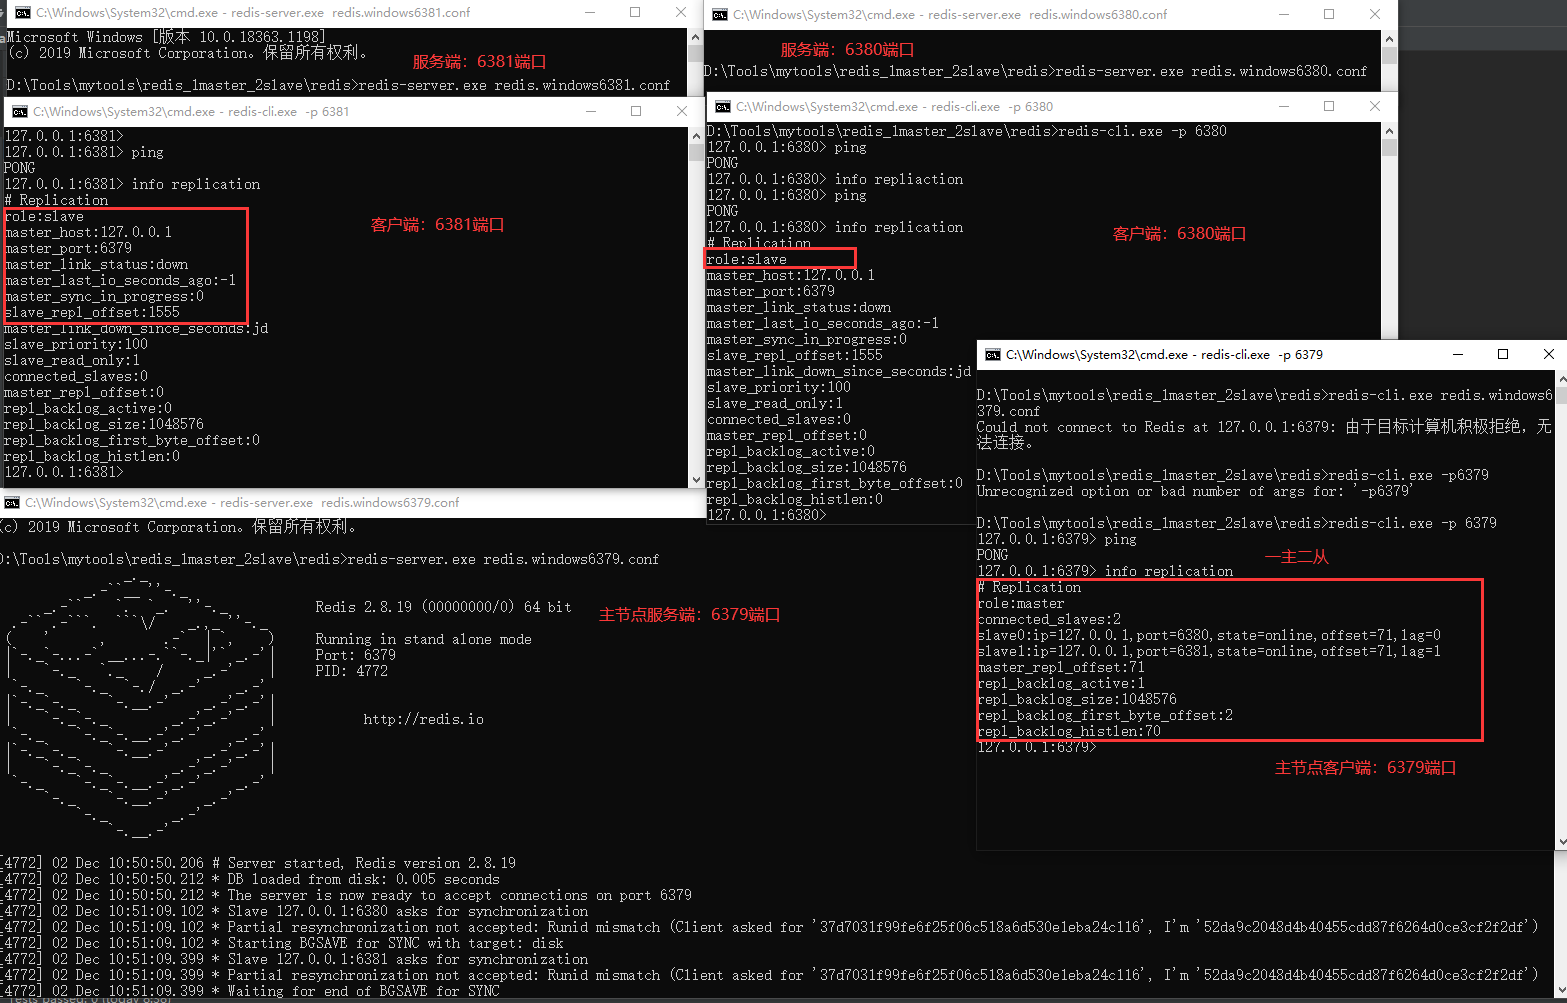 C:\Windows\System32\cmd.exe - redis-server.exe redis.windows6381.conf
Microsoft Windows [版本 10.0.18363.1198]
(c) 2019 Microsoft Corporation。保留所有权利。
服务端：6381端口
D:\Tools\mytools\redis_1master_2slave\redis>redis-server.exe redis.windows6381.conf
C:\Windows\System32\cmd.exe - redis-server.exe redis.windows6380.conf
服务端：6380端口
D:\Tools\mytools\redis_1master_2slave\redis>redis-server.exe redis.windows6380.conf
C:\Windows\System32\cmd.exe - redis-cli.exe -p 6381
127.0.0.1:6381>
127.0.0.1:6381> ping
PONG
127.0.0.1:6381> info replication
# Replication
role:slave
客户端：6381端口
master_host:127.0.0.1
master_port:6379
master_link_status:down
master_last_io_seconds_ago:-1
master_sync_in_progress:0
slave_repl_offset:1555
master_link_down_since_seconds:jd
slave_priority:100
slave_read_only:1
connected_slaves:0
master_repl_offset:0
repl_backlog_active:0
repl_backlog_size:1048576
repl_backlog_first_byte_offset:0
repl_backlog_histlen:0
127.0.0.1:6381>
C:\Windows\System32\cmd.exe - redis-cli.exe -p 6380
D:\Tools\mytools\redis_1master_2slave\redis>redis-cli.exe -p 6380
127.0.0.1:6380> ping
PONG
127.0.0.1:6380> info repliaction
127.0.0.1:6380> ping
PONG
127.0.0.1:6380> info replication
客户端：6380端口
# Replication
role:slave
master_host:127.0.0.1
master_port:6379
master_link_status:down
master_last_io_seconds_ago:-1
master_sync_in_progress:0
slave_repl_offset:1555
master_link_down_since_seconds:jd
slave_priority:100
slave_read_only:1
connected_slaves:0
master_repl_offset:0
repl_backlog_active:0
repl_backlog_size:1048576
repl_backlog_first_byte_offset:0
repl_backlog_histlen:0
127.0.0.1:6380>
C:\Windows\System32\cmd.exe - redis-cli.exe -p 6379
D:\Tools\mytools\redis_1master_2slave\redis>redis-cli.exe redis.windows6
379.conf
Could not connect to Redis at 127.0.0.1:6379: 由于目标计算机积极拒绝，无
法连接。
D:\Tools\mytools\redis_1master_2slave\redis>redis-cli.exe -p6379
Unrecognized option or bad number of args for: '-p6379'
D:\Tools\mytools\redis_1master_2slave\redis>redis-cli.exe -p 6379
127.0.0.1:6379> ping
PONG
一主二从
127.0.0.1:6379> info replication
# Replication
role:master
connected_slaves:2
slave0:ip=127.0.0.1,port=6380,state=online,offset=71,lag=0
slave1:ip=127.0.0.1,port=6381,state=online,offset=71,lag=1
master_repl_offset:71
repl_backlog_active:1
repl_backlog_size:1048576
repl_backlog_first_byte_offset:2
repl_backlog_histlen:70
127.0.0.1:6379>
主节点客户端：6379端口
C:\Windows\System32\cmd.exe - redis-server.exe redis.windows6379.conf
(c) 2019 Microsoft Corporation。保留所有权利。
D:\Tools\mytools\redis_1master_2slave\redis>redis-server.exe redis.windows6379.conf
Redis 2.8.19 (00000000/0) 64 bit
主节点服务端：6379端口
Running in stand alone mode
Port: 6379
PID: 4772
http://redis.io
[4772] 02 Dec 10:50:50.206 # Server started, Redis version 2.8.19
[4772] 02 Dec 10:50:50.212 * DB loaded from disk: 0.005 seconds
[4772] 02 Dec 10:50:50.212 * The server is now ready to accept connections on port 6379
[4772] 02 Dec 10:51:09.102 * Slave 127.0.0.1:6380 asks for synchronization
[4772] 02 Dec 10:51:09.102 * Partial resynchronization not accepted: Runid mismatch (Client asked for '37d7031f99fe6f25f06c518a6d530e1eba24c116', I'm '52da9c2048d4b40455cdd87f6264d0ce3cf2f2df')
[4772] 02 Dec 10:51:09.102 * Starting BGSAVE for SYNC with target: disk
[4772] 02 Dec 10:51:09.399 * Slave 127.0.0.1:6381 asks for synchronization
[4772] 02 Dec 10:51:09.399 * Partial resynchronization not accepted: Runid mismatch (Client asked for '37d7031f99fe6f25f06c518a6d530e1eba24c116', I'm '52da9c2048d4b40455cdd87f6264d0ce3cf2f2df')
[4772] 02 Dec 10:51:09.399 * Waiting for end of BGSAVE for SYNC